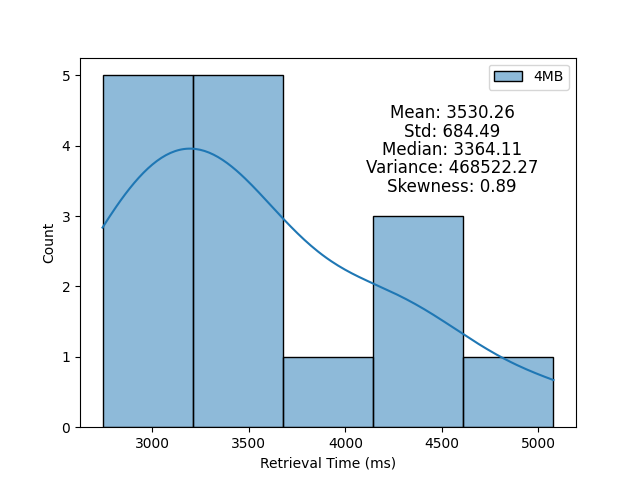 4MB
Mean: 3530.26
Std: 684.49
Median: 3364.11
Variance: 468522.27
Skewness: 0.89
5
4
3
2
1
0
Count
3000 3500 4000 4500 5000
Retrieval Time (ms)